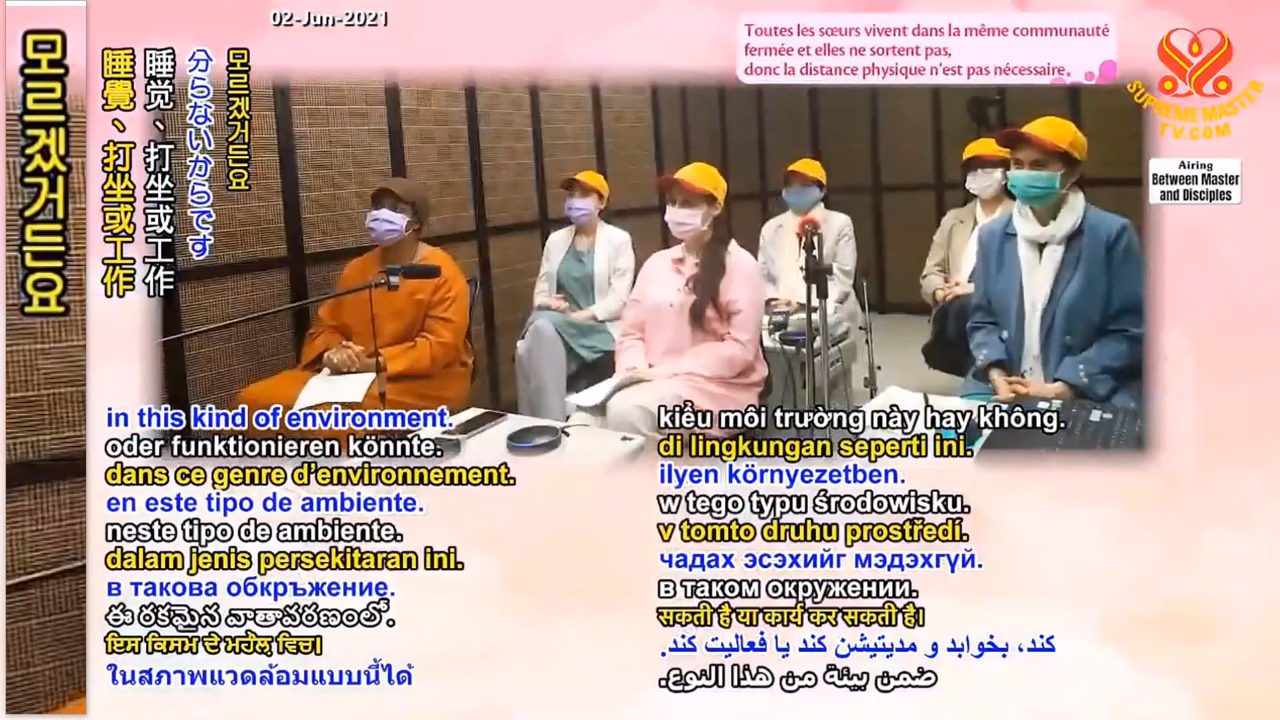 02-Jun-2021
Toutes les sœurs vivent dans la même communauté
fermée et elles ne sortent pas,
donc la distance physique n'est pas nécessaire。
SUPREME MASTER
TV.COM
Airing
Between Master
and Disciples
모르겠거든요
睡覺、打坐或工作
睡觉、打坐或工作
分らないからです
모르겠거든요
in this kind of environment.
oder funktionieren könnte.
dans ce genre d'environnement.
en este tipo de ambiente.
neste tipo de ambiente.
dalam jenis persekitaran ini.
в такова обкръжение.
ఈ రకమైన వాతావరణంలో.
ਇਸ ਕਿਸਮ ਦੇ ਮਹੌਲ ਵਿਚ।
ในสภาพแวดล้อมแบบนี้ได้
kiểu môi trường này hay không.
di lingkungan seperti ini.
ilyen környezetben.
w tego typu środowisku.
v tomto druhu prostředí.
чадах эсэхийг мэдэхгүй.
в таком окружении.
सकती है या कार्य कर सकती है।
کند، بخوابد و مدیتیشن کند یا فعالیت کند.
ضمن بيئة من هذا النوع.